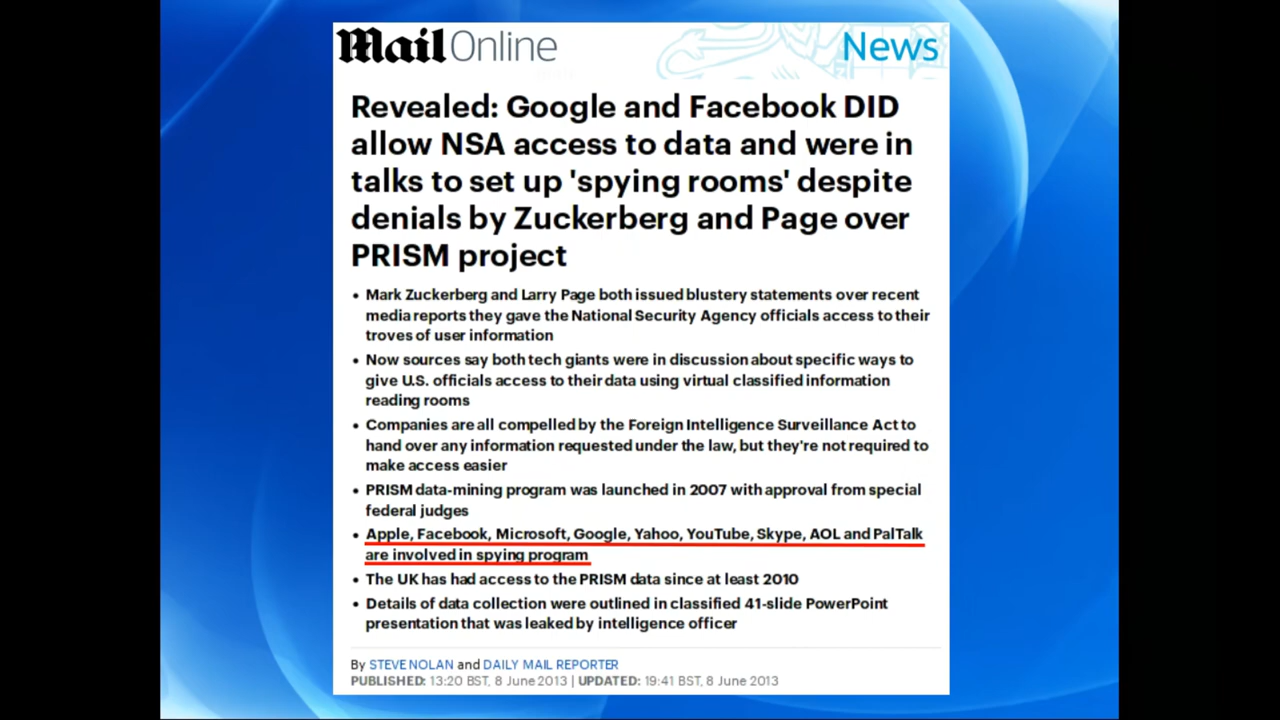 Mail Online News
Revealed: Google and Facebook DID
allow NSA access to data and were in
talks to set up 'spying rooms' despite
denials by Zuckerberg and Page over
PRISM project
• Mark Zuckerberg and Larry Page both issued blustery statements over recent
media reports they gave the National Security Agency officials access to their
troves of user information
• Now sources say both tech giants were in discussion about specific ways to
give U.S. officials access to their data using virtual classified information
reading rooms
• Companies are all compelled by the Foreign Intelligence Surveillance Act to
hand over any information requested under the law, but they're not required to
make access easier
• PRISM data-mining program was launched in 2007 with approval from special
federal judges
• Apple, Facebook, Microsoft, Google, Yahoo, YouTube, Skype, AOL and PalTalk
are involved in spying program
• The UK has had access to the PRISM data since at least 2010
• Details of data collection were outlined in classified 41-slide PowerPoint
presentation that was leaked by intelligence officer
By STEVE NOLAN and DAILY MAIL REPORTER
PUBLISHED: 13:20 BST, 8 June 2013 | UPDATED: 19:41 BST, 8 June 2013